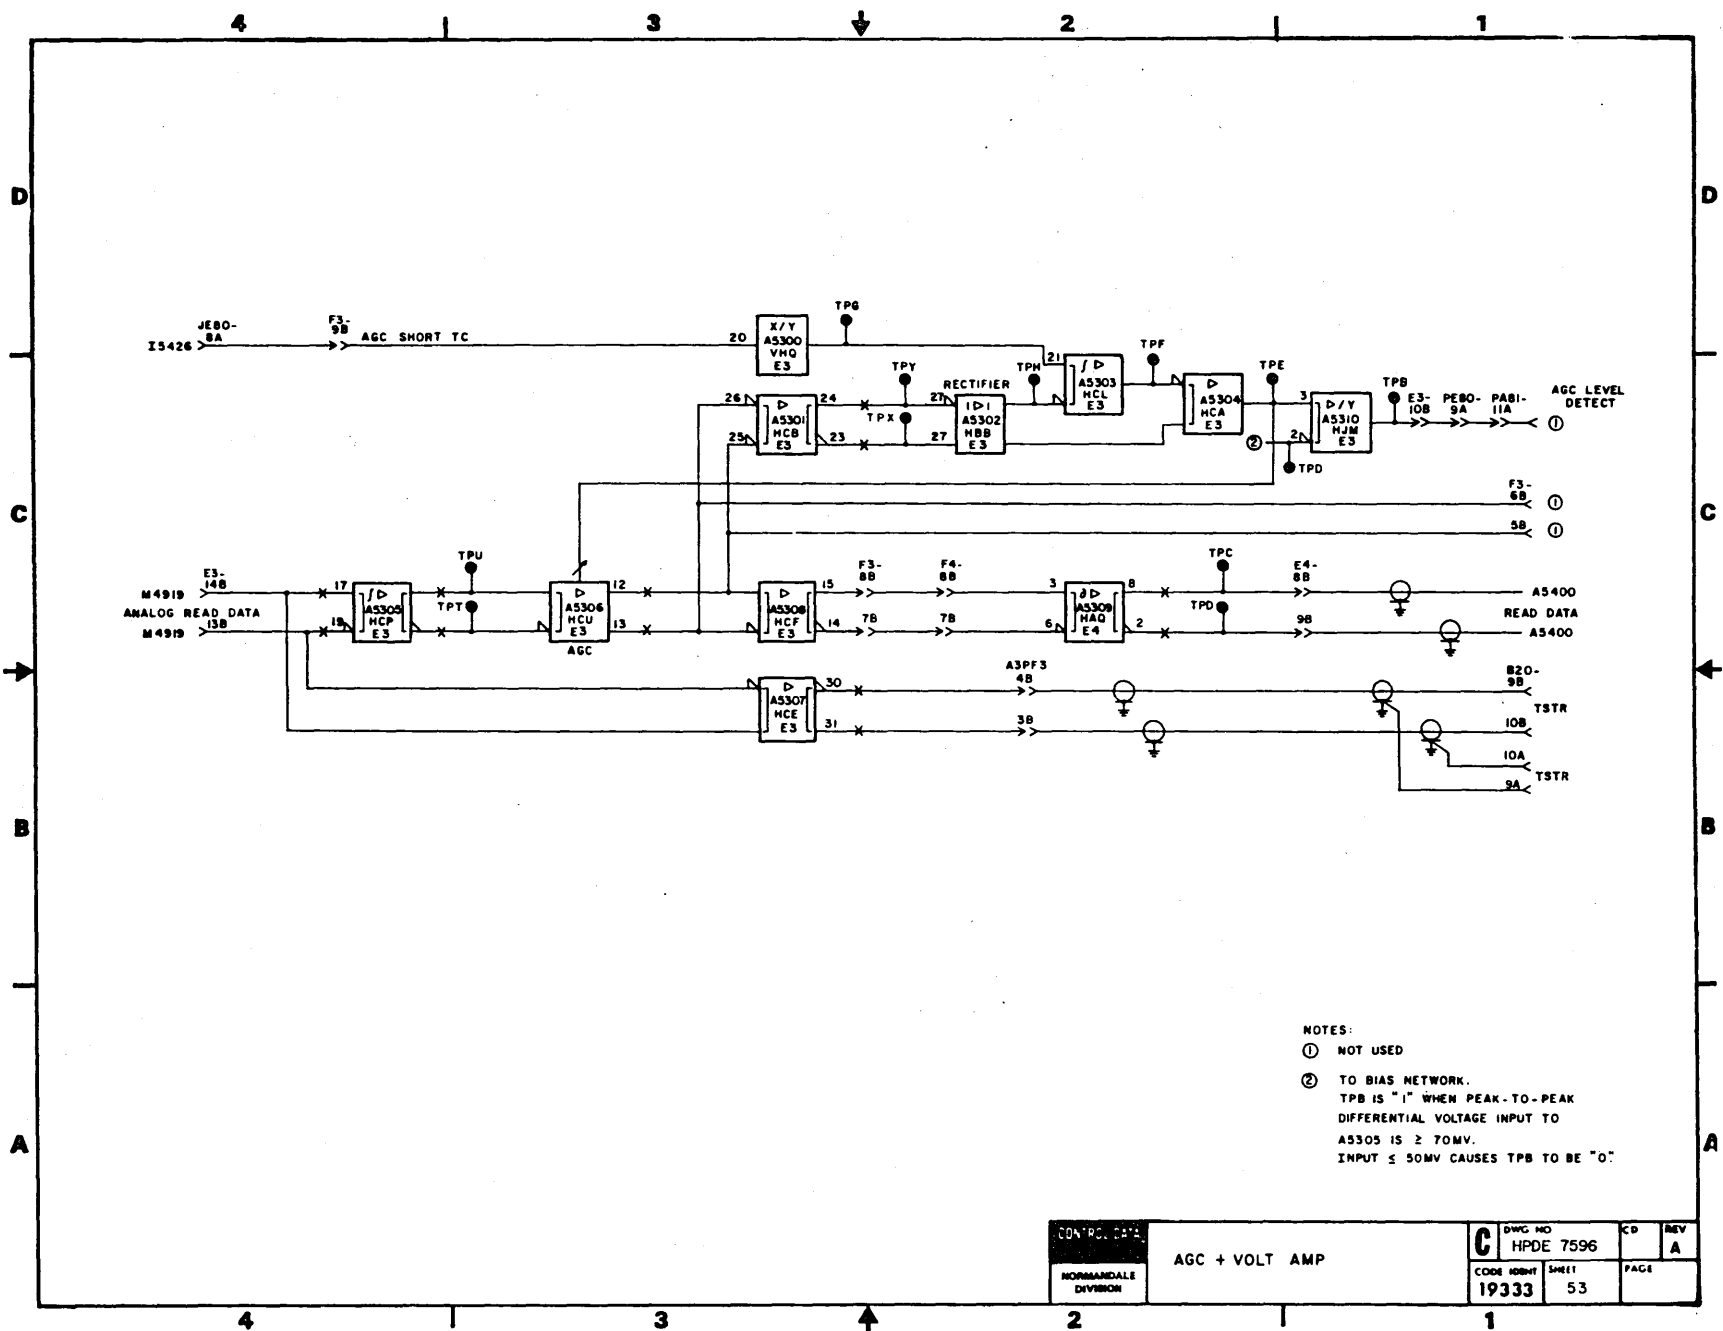 4 3 2 1
D D
TPG
JE80-
8A
F3-
9B
I5426
AGC SHORT TC
20
X/Y
A5300
VHQ
E3
21
∫ ▷
A5303
HCL
E3
TPF
TPY
TPH
TPE
TPB
RECTIFIER
26
25
▷
A5301
HCB
E3
24
23
TPX
27
27
|▷|
A5302
HBB
E3
▷
A5304
HCA
E3
3
2
②
TPD
▷/Y
A5310
HJM
E3
E3-
10B
PE80-
9A
PA81-
11A
①
AGC LEVEL
DETECT
F3-
6B ①
5B ①
C C
TPU
TPT
E3-
14B
M4919
ANALOG READ DATA
M4919
13B
17
19
∫ ▷
A5305
HCP
E3
A5306
HCU
E3
AGC
12
13
▷
A5308
HCF
E3
15
14
F3-
8B
F4-
8B
7B
7B
3
6
∂▷
A5309
HAQ
E4
8
2
TPC
TPD
E4-
8B
9B
A5400
READ DATA
A5400
▷
A5307
HCE
E3
30
31
A3PF3
4B
3B
B20-
9B
TSTR
10B
10A
TSTR
9A
B B
NOTES:
① NOT USED
② TO BIAS NETWORK.
TPB IS "1" WHEN PEAK-TO-PEAK
DIFFERENTIAL VOLTAGE INPUT TO
A5305 IS ≥ 70MV.
INPUT ≤ 50MV CAUSES TPB TO BE "0".
A A
CONTROL DATA
NORMANDALE
DIVISION
AGC + VOLT AMP
C
DWG NO
HPDE 7596
CD
REV
A
CODE IDENT
19333
SHEET
53
PAGE
4 3 2 1